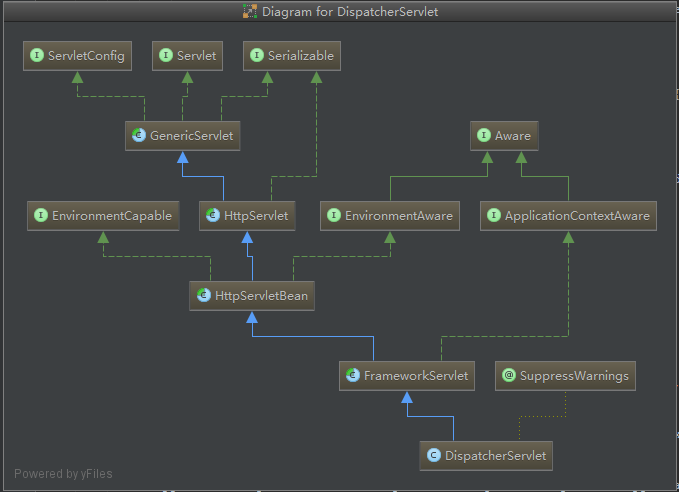 Diagram for DispatcherServlet
ServletConfig
Servlet
Serializable
GenericServlet
Aware
EnvironmentCapable
HttpServlet
EnvironmentAware
ApplicationContextAware
HttpServletBean
FrameworkServlet
SuppressWarnings
DispatcherServlet
Powered by yFiles